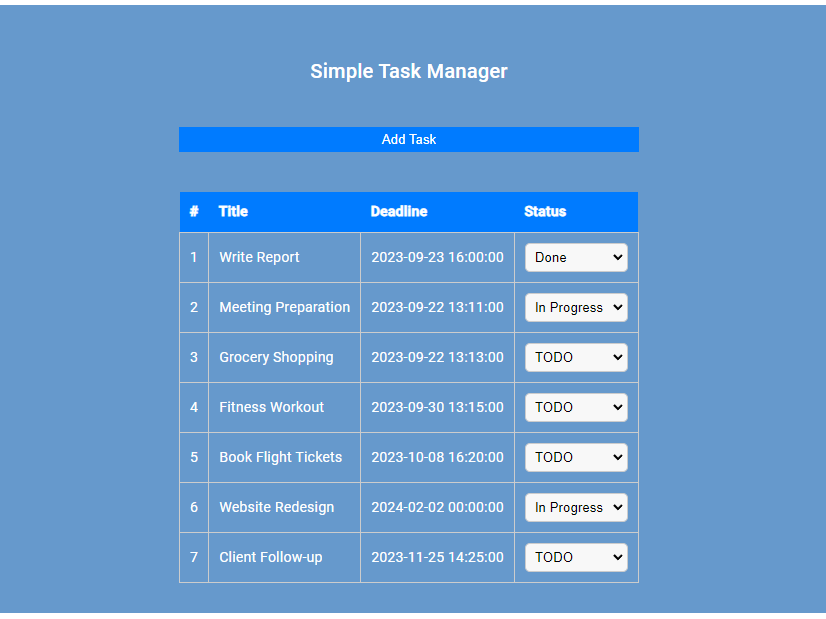 Simple Task Manager
Add Task
# Title Deadline Status
1 Write Report 2023-09-23 16:00:00 Done
2 Meeting Preparation 2023-09-22 13:11:00 In Progress
3 Grocery Shopping 2023-09-22 13:13:00 TODO
4 Fitness Workout 2023-09-30 13:15:00 TODO
5 Book Flight Tickets 2023-10-08 16:20:00 TODO
6 Website Redesign 2024-02-02 00:00:00 In Progress
7 Client Follow-up 2023-11-25 14:25:00 TODO